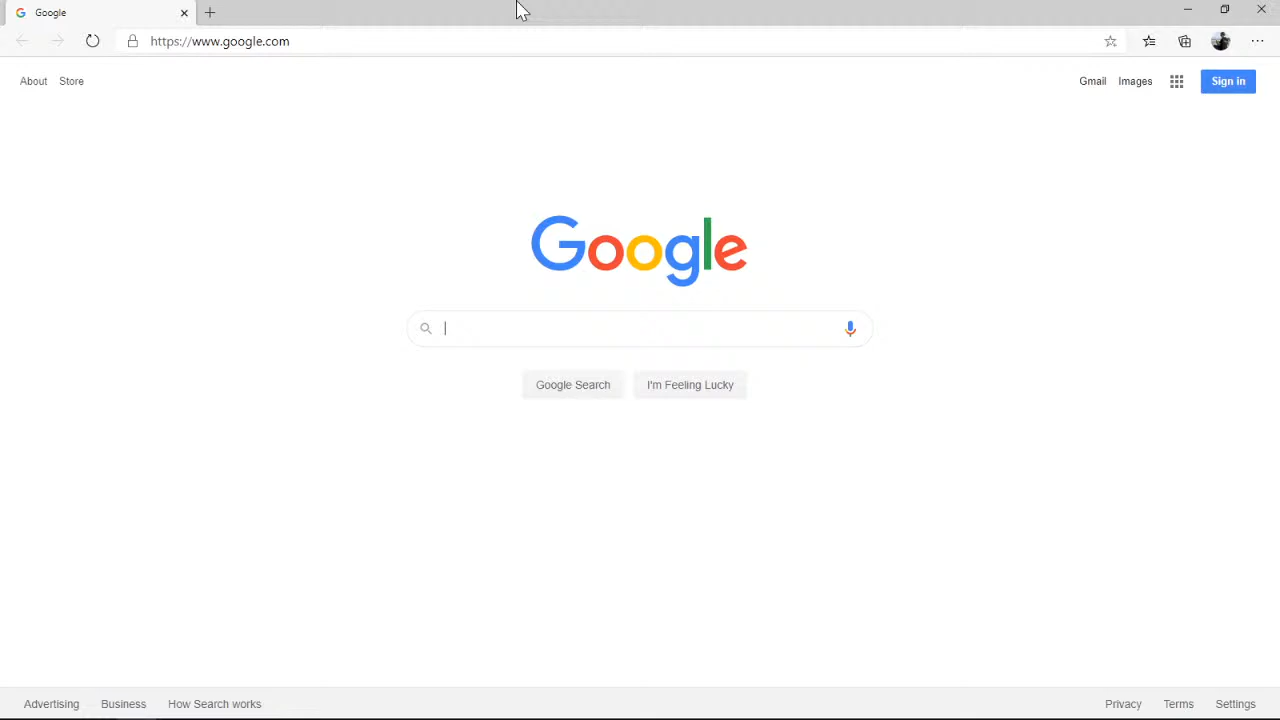 Google
https://www.google.com
About Store
Gmail Images Sign in
Google
Google Search I'm Feeling Lucky
Advertising Business How Search works
Privacy Terms Settings